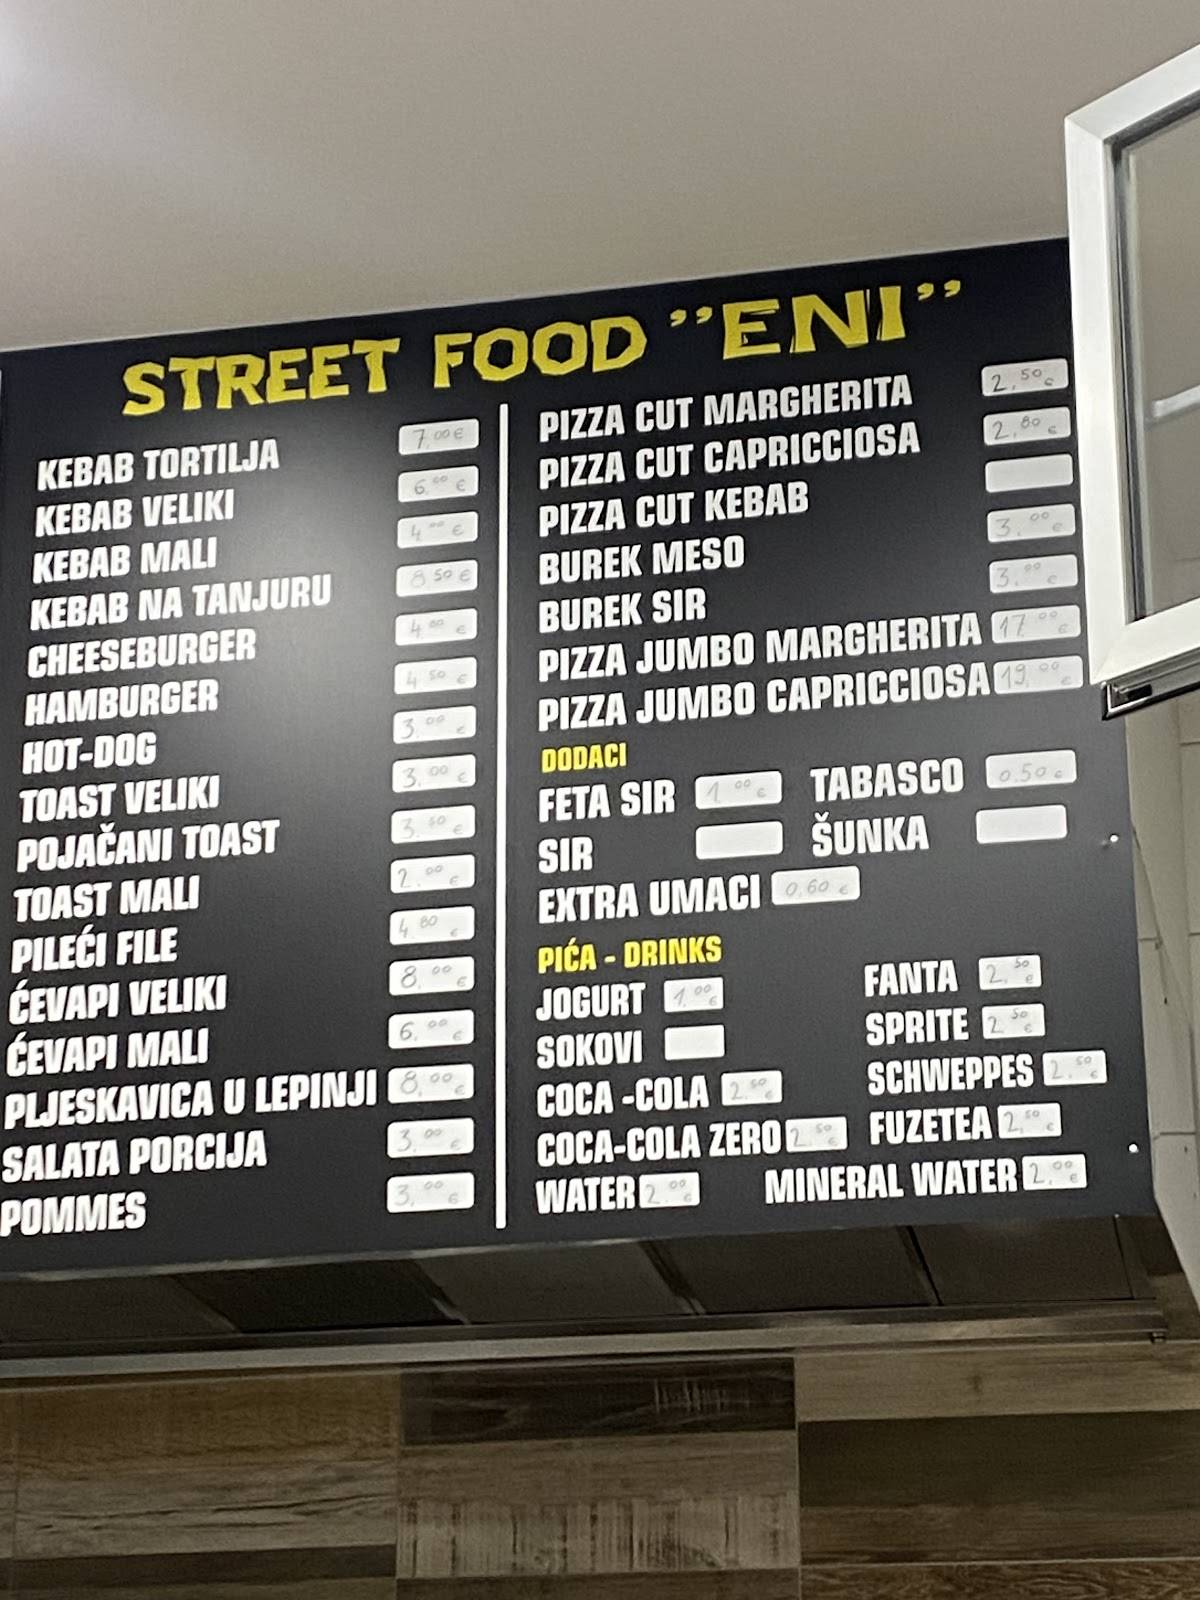 STREET FOOD "ENI"
KEBAB TORTILJA 7,00 €
KEBAB VELIKI 6,00 €
KEBAB MALI 4,00 €
KEBAB NA TANJURU 8,50 €
CHEESEBURGER 4,80 €
HAMBURGER 4,50 €
HOT-DOG 3,00 €
TOAST VELIKI 3,00 €
POJAČANI TOAST 3,50 €
TOAST MALI 2,00 €
PILEĆI FILE 4,80 €
ĆEVAPI VELIKI 8,00 €
ĆEVAPI MALI 6,00 €
PLJESKAVICA U LEPINJI 8,00 €
SALATA PORCIJA 3,00 €
POMMES 3,00 €
PIZZA CUT MARGHERITA 2,50 €
PIZZA CUT CAPRICCIOSA 2,80 €
PIZZA CUT KEBAB
BUREK MESO 3,00 €
BUREK SIR 3,00 €
PIZZA JUMBO MARGHERITA 17,00 €
PIZZA JUMBO CAPRICCIOSA 19,00 €
DODACI
FETA SIR 1,00 € TABASCO 0,50 €
SIR ŠUNKA
EXTRA UMACI 0,60 €
PIĆA - DRINKS
JOGURT 1,00 € FANTA 2,50 €
SOKOVI SPRITE 2,50 €
COCA -COLA 2,50 € SCHWEPPES 2,50 €
COCA-COLA ZERO 2,50 € FUZETEA 2,50 €
WATER 2,00 € MINERAL WATER 2,00 €